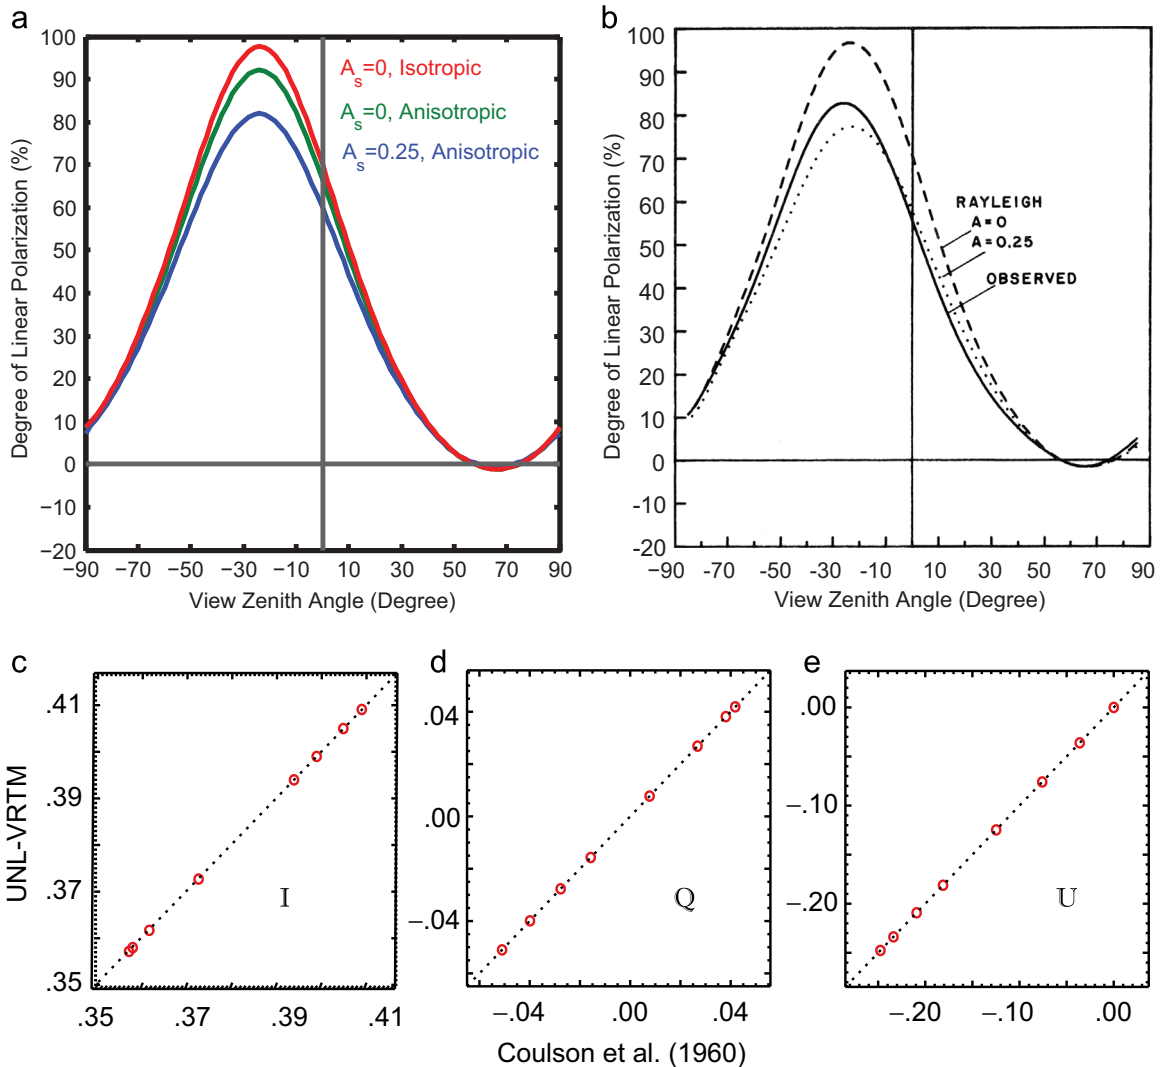 a
100
90
80
70
60
50
40
30
20
10
0
−10
−20
Degree of Linear Polarization (%)
A_s=0, Isotropic
A_s=0, Anisotropic
A_s=0.25, Anisotropic
−90 −70 −50 −30 −10 10 30 50 70 90
View Zenith Angle (Degree)
b
100
90
80
70
60
50
40
30
20
10
0
-10
-20
Degree of Linear Polarization (%)
RAYLEIGH
A=0
A=0.25
OBSERVED
−90 -70 -50 -30 -10 10 30 50 70 90
View Zenith Angle (Degree)
c
.41
.39
.37
.35
UNL-VRTM
I
.35 .37 .39 .41
d
.04
.00
−.04
Q
−.04 .00 .04
e
.00
−.10
−.20
U
−.20 −.10 .00
Coulson et al. (1960)